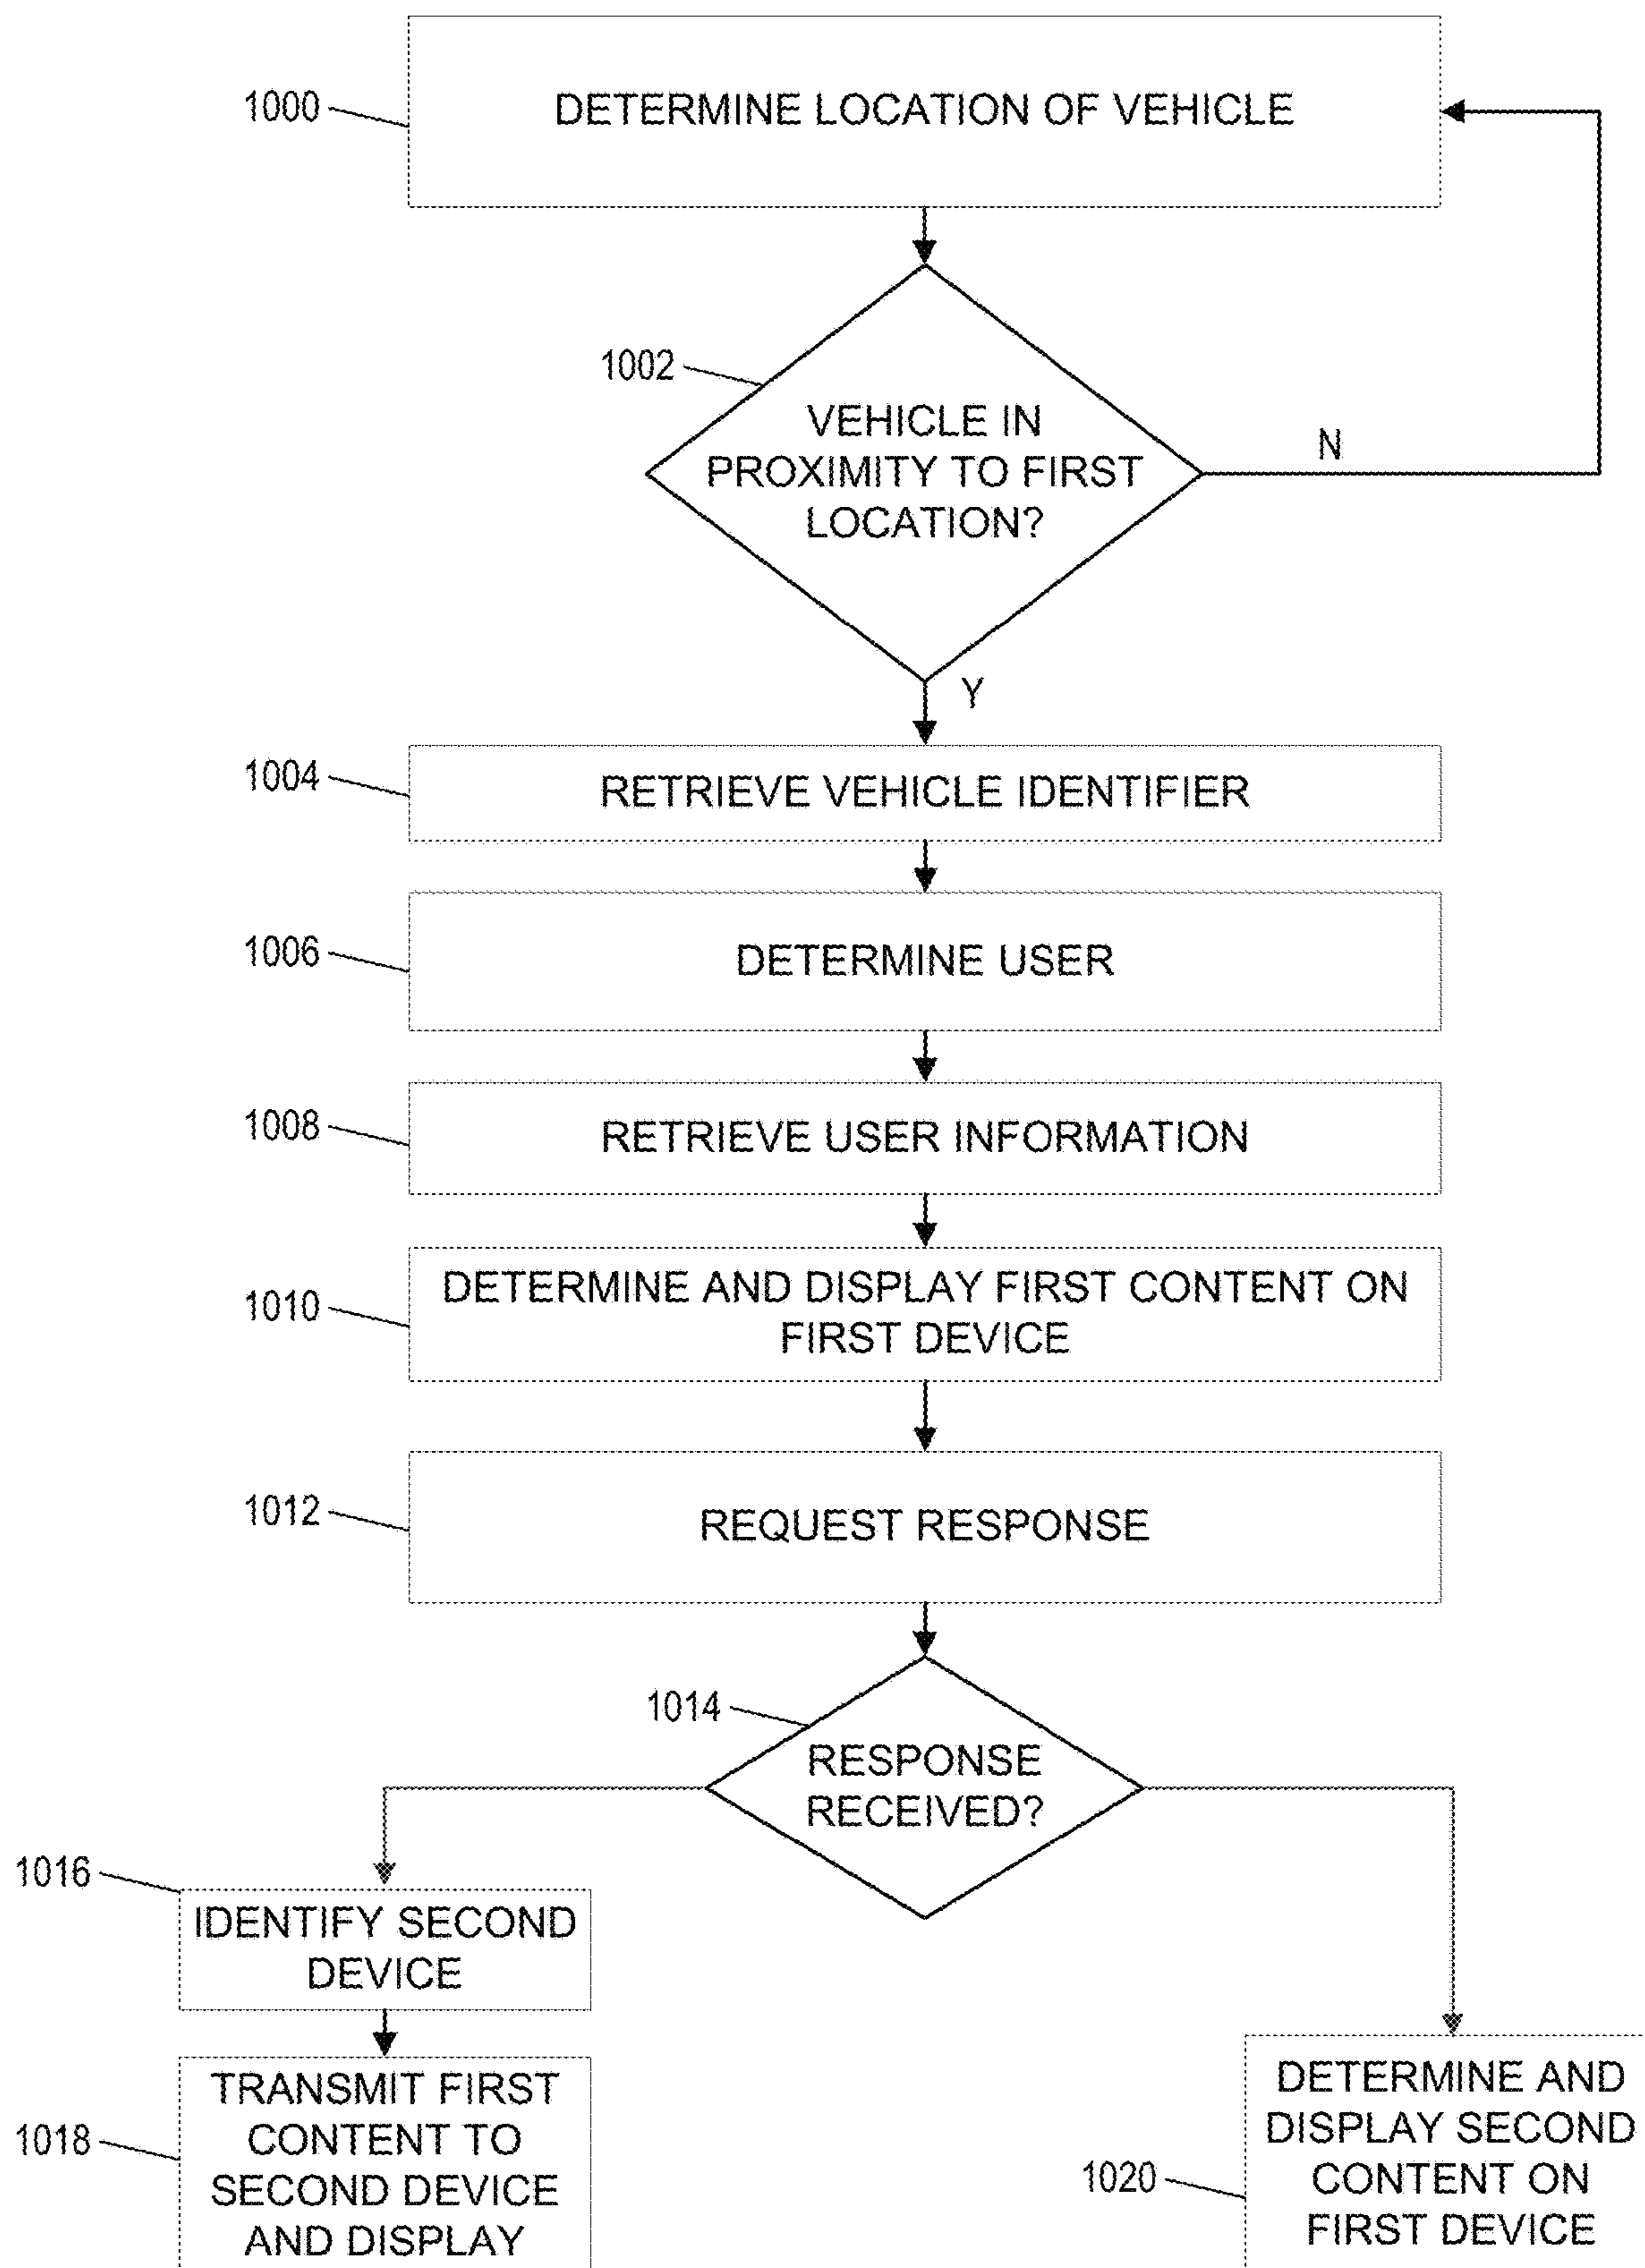 1000
DETERMINE LOCATION OF VEHICLE
1002
VEHICLE IN
PROXIMITY TO FIRST
LOCATION?
N
Y
1004
RETRIEVE VEHICLE IDENTIFIER
1006
DETERMINE USER
1008
RETRIEVE USER INFORMATION
1010
DETERMINE AND DISPLAY FIRST CONTENT ON
FIRST DEVICE
1012
REQUEST RESPONSE
1014
RESPONSE
RECEIVED?
1016
IDENTIFY SECOND
DEVICE
1018
TRANSMIT FIRST
CONTENT TO
SECOND DEVICE
AND DISPLAY
1020
DETERMINE AND
DISPLAY SECOND
CONTENT ON
FIRST DEVICE